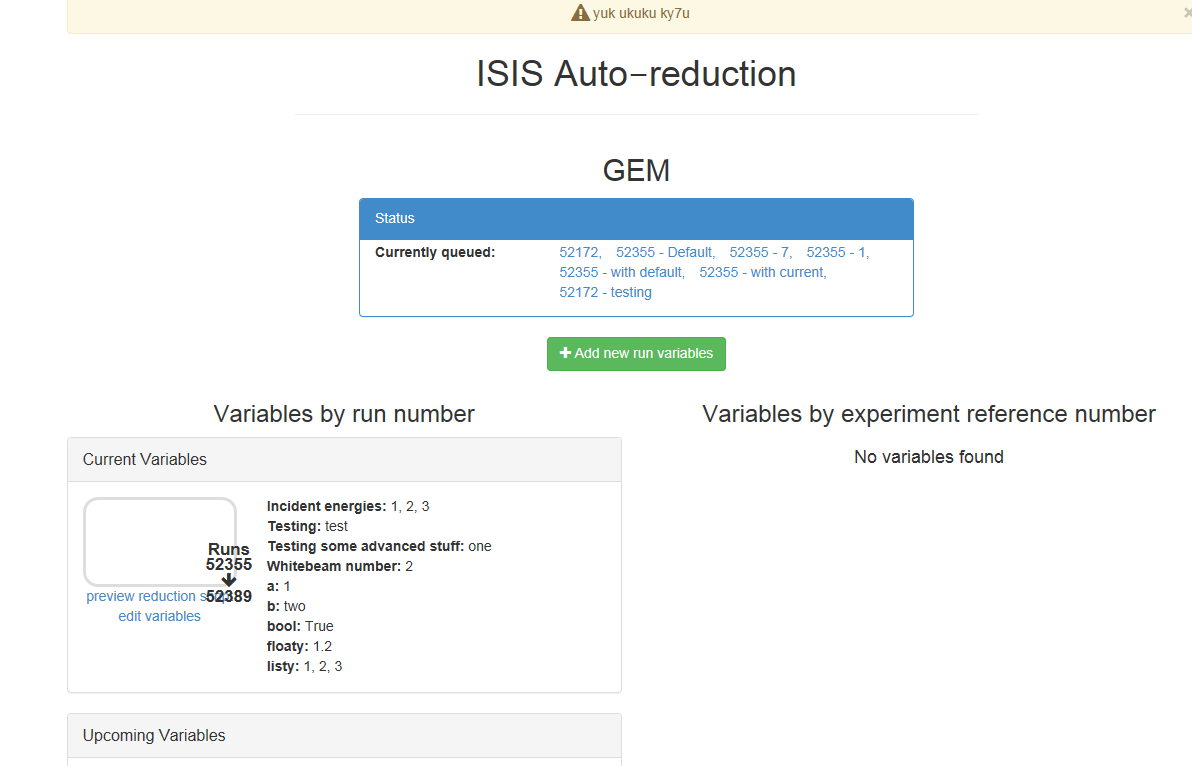 yuk ukuku ky7u
ISIS Auto-reduction
GEM
Status
Currently queued: 52172, 52355 - Default, 52355 - 7, 52355 - 1,
52355 - with default, 52355 - with current,
52172 - testing
Add new run variables
Variables by run number
Current Variables
Runs
52355
52389
preview reduction
edit variables
Incident energies: 1, 2, 3
Testing: test
Testing some advanced stuff: one
Whitebeam number: 2
a: 1
b: two
bool: True
floaty: 1.2
listy: 1, 2, 3
Upcoming Variables
Variables by experiment reference number
No variables found